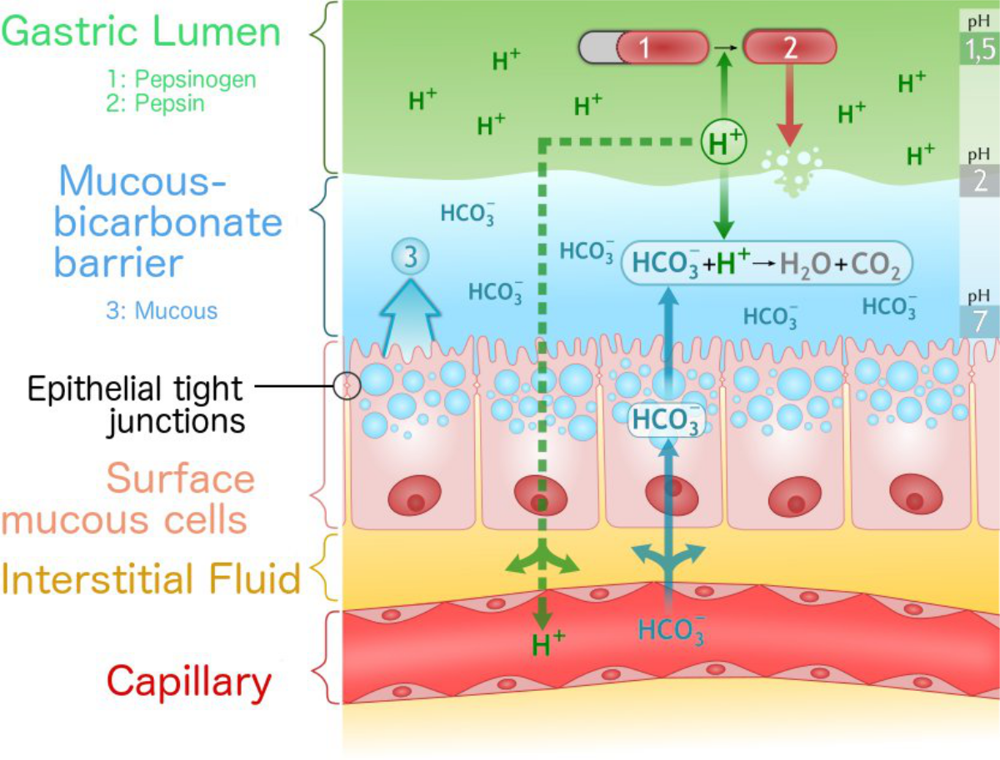 Gastric Lumen
1: Pepsinogen
2: Pepsin
Mucous-
bicarbonate
barrier
3: Mucous
Epithelial tight
junctions
Surface
mucous cells
Interstitial Fluid
Capillary
1 → 2
pH
1,5
H⁺
H⁺
H⁺
H⁺
H⁺
H⁺
H⁺
H⁺
pH
2
HCO₃⁻
3
HCO₃⁻
HCO₃⁻+H⁺→H₂O+CO₂
HCO₃⁻
HCO₃⁻
HCO₃⁻
pH
7
HCO₃⁻
HCO₃⁻
H⁺